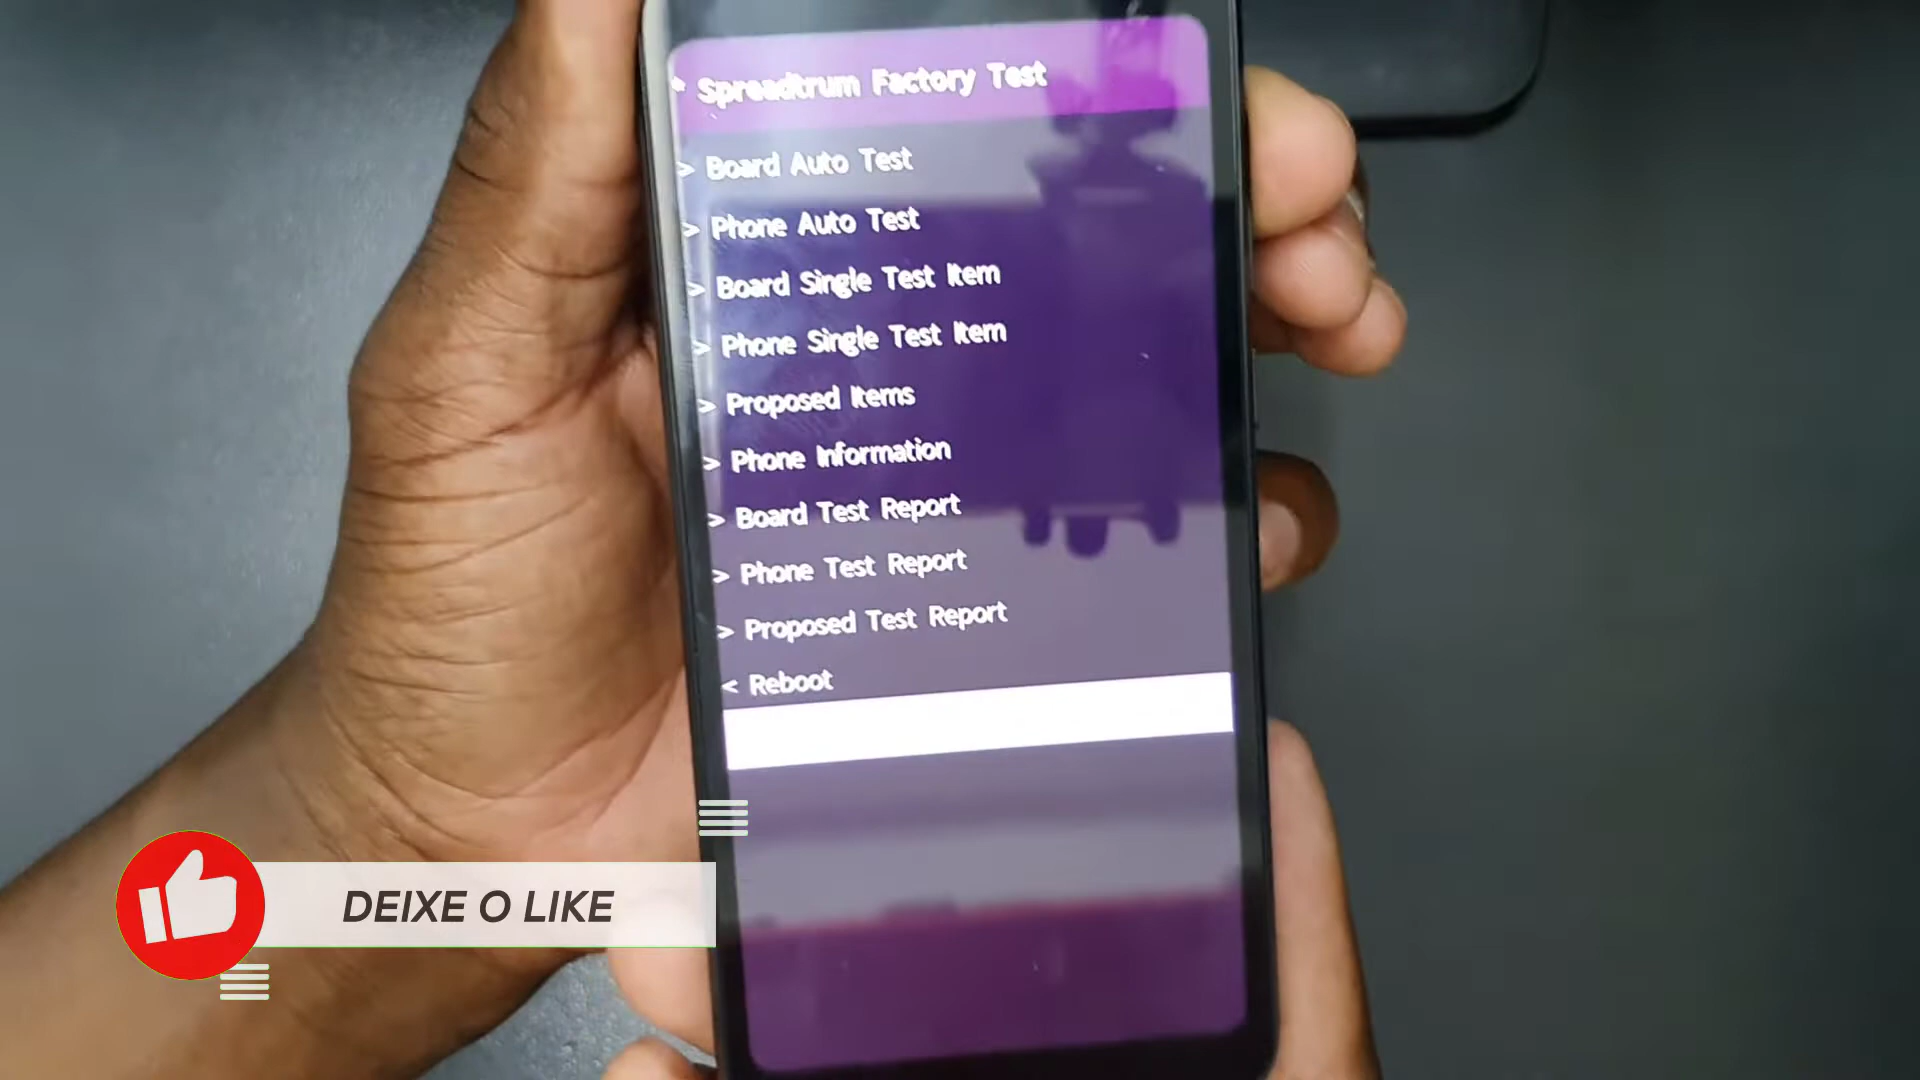 * Spreadtrum Factory Test
> Board Auto Test
> Phone Auto Test
> Board Single Test Item
> Phone Single Test Item
> Proposed Items
> Phone Information
> Board Test Report
> Phone Test Report
> Proposed Test Report
< Reboot
DEIXE O LIKE